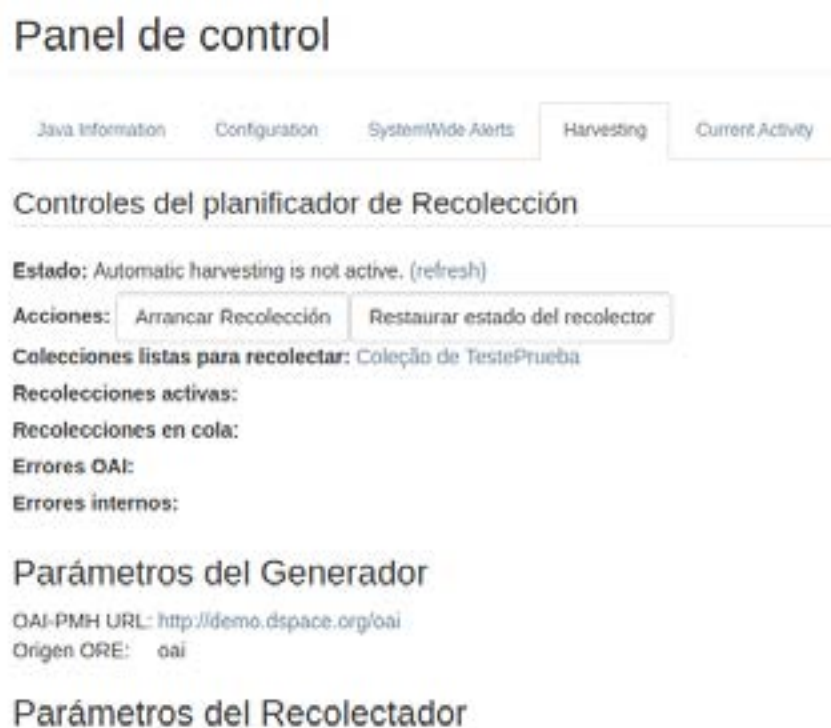 Panel de control
Java Information Configuration SystemWide Alerts Harvesting Current Activity
Controles del planificador de Recolección
Estado: Automatic harvesting is not active. (refresh)
Acciones: Arrancar Recolección Restaurar estado del recolector
Colecciones listas para recolectar: Coleção de TestePrueba
Recolecciones activas:
Recolecciones en cola:
Errores OAI:
Errores internos:
Parámetros del Generador
OAI-PMH URL: http://demo.dspace.org/oai
Origen ORE: oai
Parámetros del Recolectador